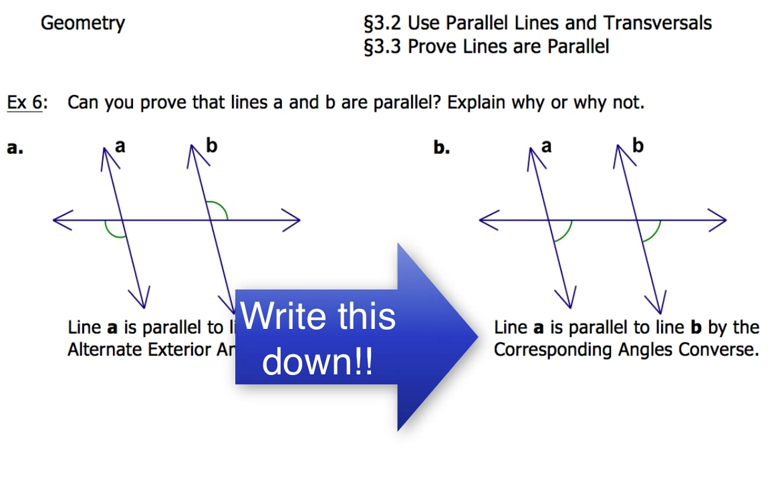 Geometry
§3.2 Use Parallel Lines and Transversals
§3.3 Prove Lines are Parallel
Ex 6: Can you prove that lines a and b are parallel? Explain why or why not.
a.
a
b
b.
a
b
Line a is parallel to
Alternate Exterior
Write this
down!!
Line a is parallel to line b by the
Corresponding Angles Converse.